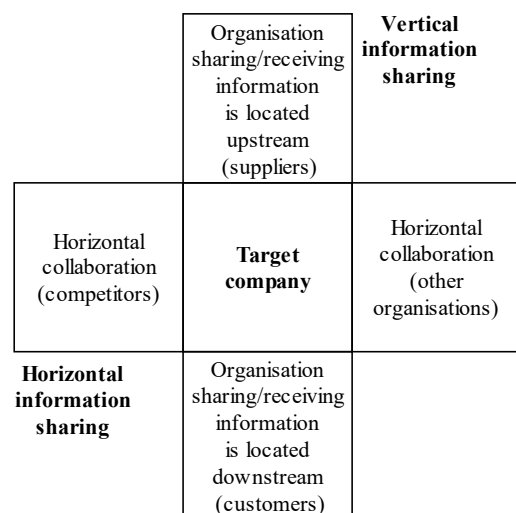 Organisation
sharing/receiving
information
is located
upstream
(suppliers)
Vertical
information
sharing
Horizontal
collaboration
(competitors)
Target
company
Horizontal
collaboration
(other
organisations)
Horizontal
information
sharing
Organisation
sharing/receiving
information
is located
downstream
(customers)